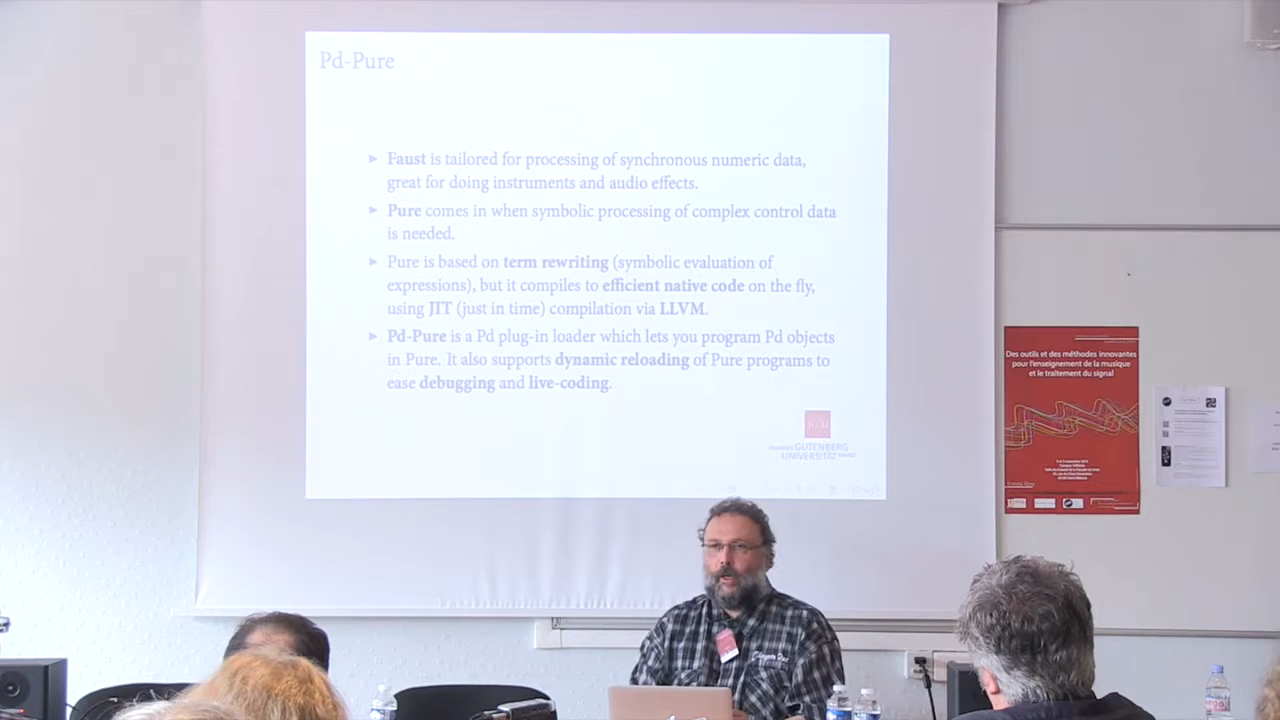 Pd-Pure
▸ Faust is tailored for processing of synchronous numeric data,
great for doing instruments and audio effects.
▸ Pure comes in when symbolic processing of complex control data
is needed.
▸ Pure is based on term rewriting (symbolic evaluation of
expressions), but it compiles to efficient native code on the fly,
using JIT (just in time) compilation via LLVM.
▸ Pd-Pure is a Pd plug-in loader which lets you program Pd objects
in Pure. It also supports dynamic reloading of Pure programs to
ease debugging and live-coding.
JGU
GUTENBERG
UNIVERSITÄT
Des outils et des méthodes innovantes
pour l'enseignement de la musique
et le traitement du signal